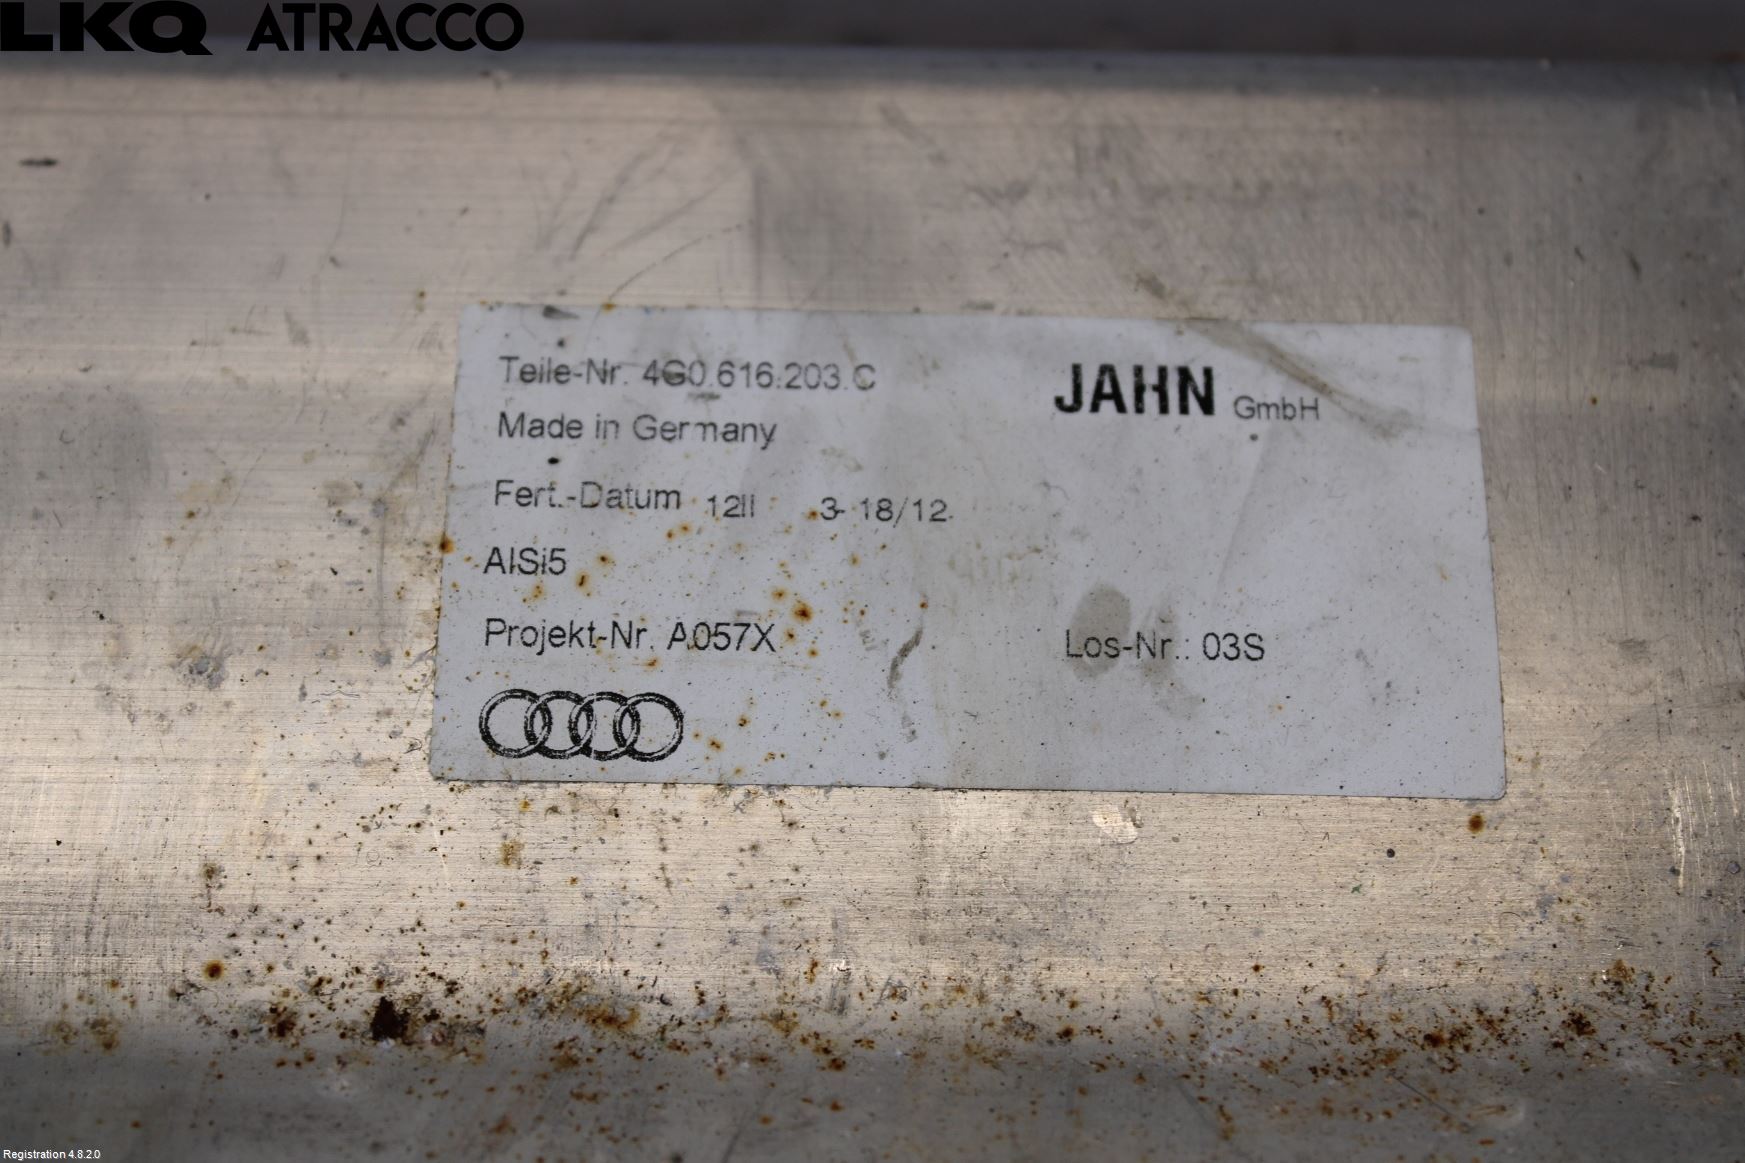 LKQ ATRACCO
Teile-Nr. 4G0.616.203.C
JAHN GmbH
Made in Germany
Fert.-Datum 12II 3- 18/12
AlSi5
Projekt-Nr. A057X
Los-Nr.: 03S
Registration 4.8.2.0